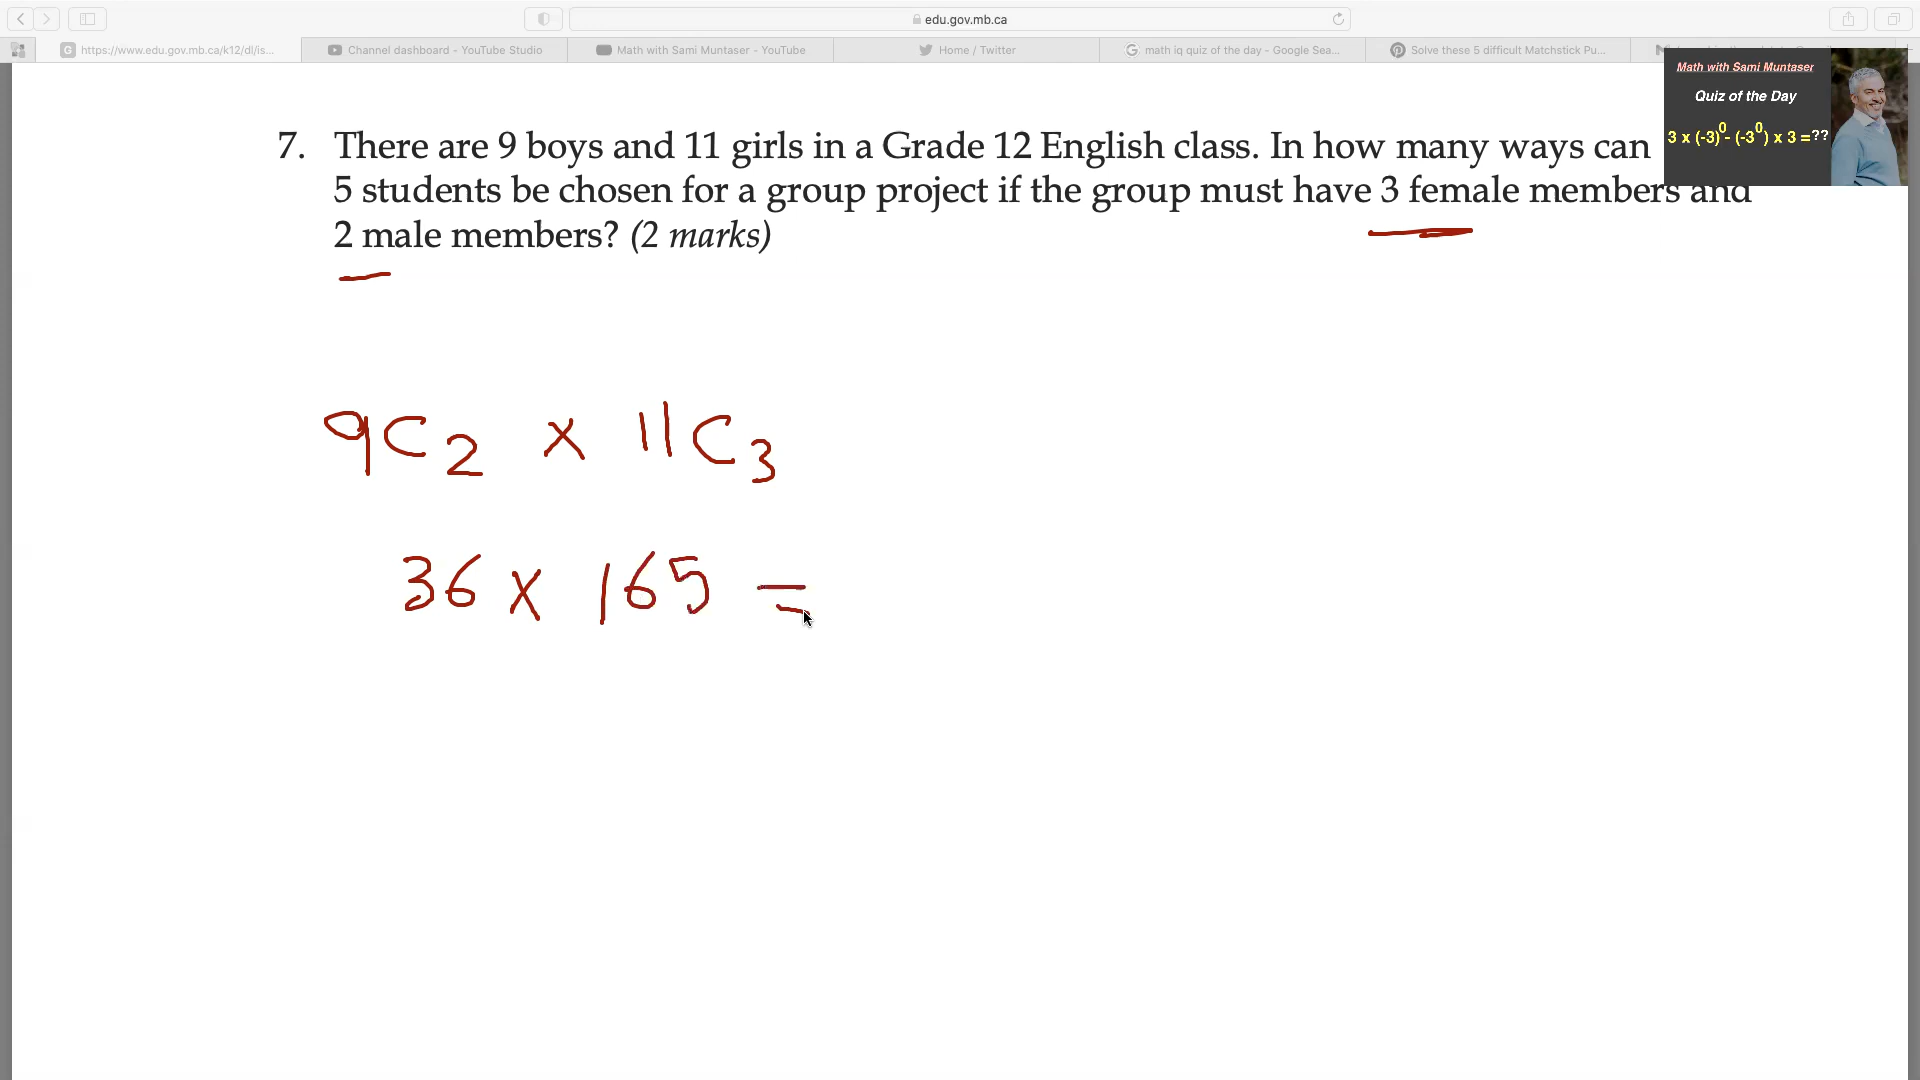 edu.gov.mb.ca
https://www.edu.gov.mb.ca/k12/dl/is... Channel dashboard - YouTube Studio Math with Sami Muntaser - YouTube Home / Twitter math iq quiz of the day - Google Sea... Solve these 5 difficult Matchstick Pu...
Math with Sami Muntaser
Quiz of the Day
3 x (-3)⁰- (-3⁰) x 3 =??
7. There are 9 boys and 11 girls in a Grade 12 English class. In how many ways can
5 students be chosen for a group project if the group must have 3 female members and
2 male members? (2 marks)
9C₂ x 11C₃
36 x 165 =